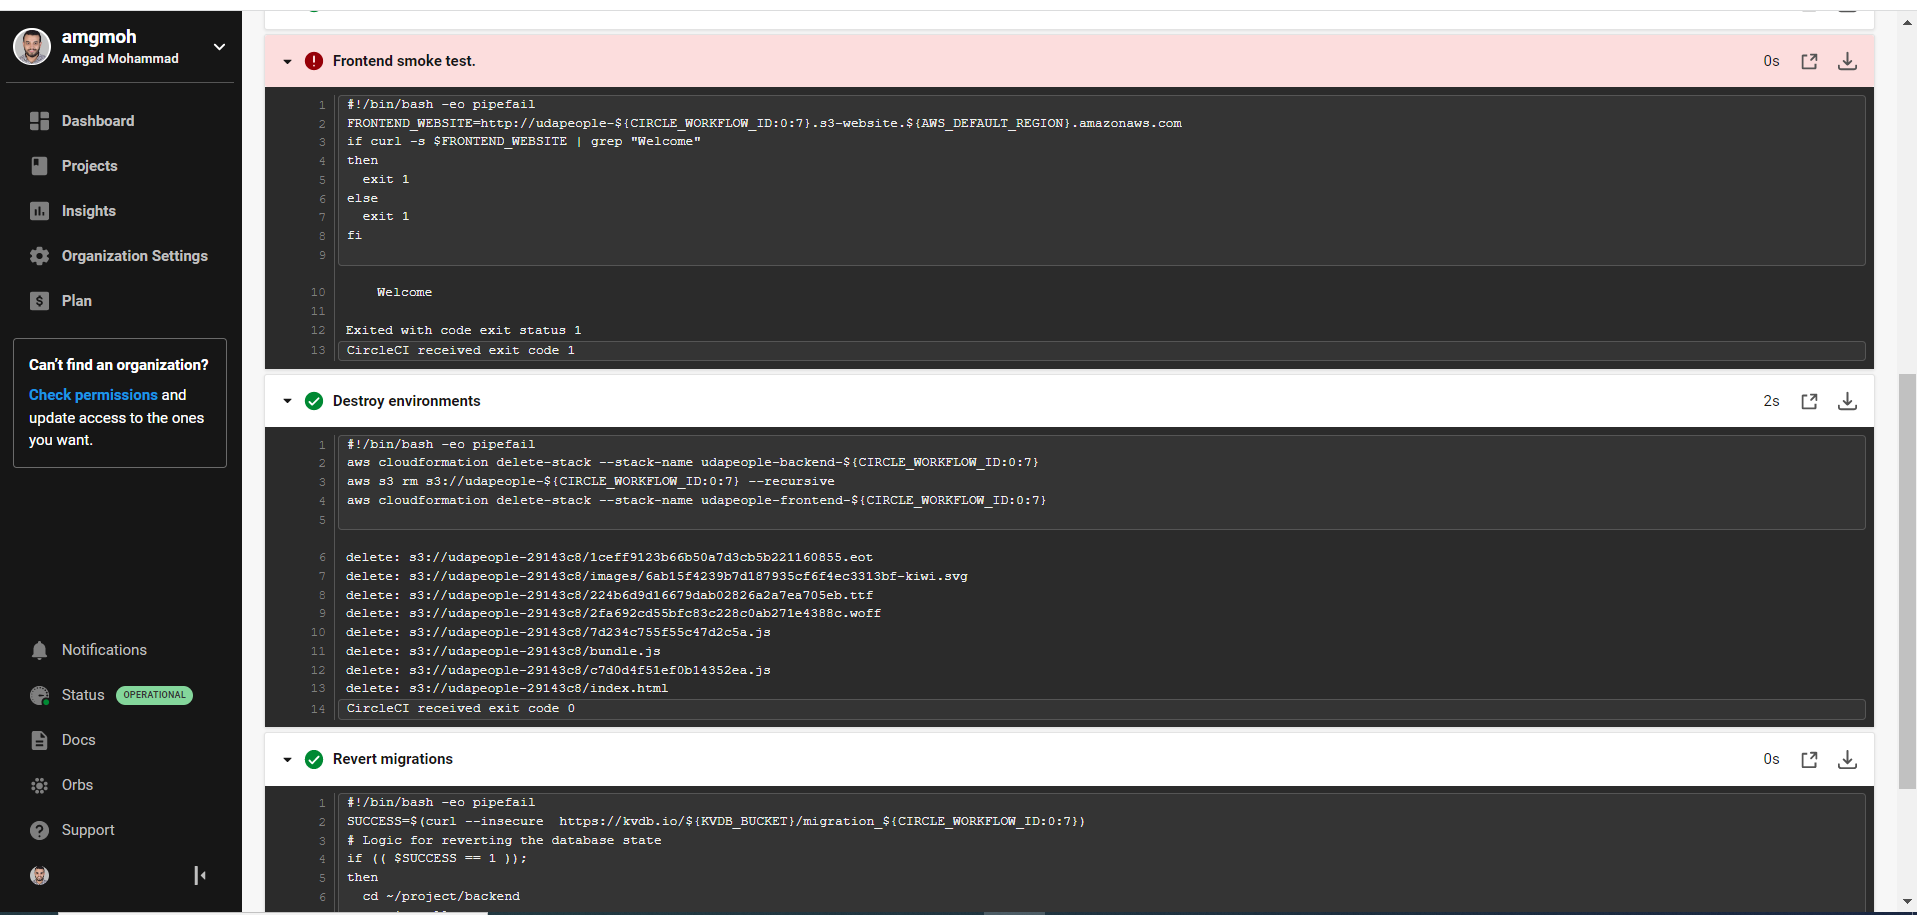 amgmoh
Amgad Mohammad
Dashboard
Projects
Insights
Organization Settings
Plan
Can't find an organization?
Check permissions and
update access to the ones
you want.
Notifications
Status OPERATIONAL
Docs
Orbs
Support
Frontend smoke test. 0s
1 #!/bin/bash -eo pipefail
2 FRONTEND_WEBSITE=http://udapeople-${CIRCLE_WORKFLOW_ID:0:7}.s3-website.${AWS_DEFAULT_REGION}.amazonaws.com
3 if curl -s $FRONTEND_WEBSITE | grep "Welcome"
4 then
5   exit 1
6 else
7   exit 1
8 fi
9
10     Welcome
11
12 Exited with code exit status 1
13 CircleCI received exit code 1
Destroy environments 2s
1 #!/bin/bash -eo pipefail
2 aws cloudformation delete-stack --stack-name udapeople-backend-${CIRCLE_WORKFLOW_ID:0:7}
3 aws s3 rm s3://udapeople-${CIRCLE_WORKFLOW_ID:0:7} --recursive
4 aws cloudformation delete-stack --stack-name udapeople-frontend-${CIRCLE_WORKFLOW_ID:0:7}
5
6 delete: s3://udapeople-29143c8/1ceff9123b66b50a7d3cb5b221160855.eot
7 delete: s3://udapeople-29143c8/images/6ab15f4239b7d187935cf6f4ec3313bf-kiwi.svg
8 delete: s3://udapeople-29143c8/224b6d9d16679dab02826a2a7ea705eb.ttf
9 delete: s3://udapeople-29143c8/2fa692cd55bfc83c228c0ab271e4388c.woff
10 delete: s3://udapeople-29143c8/7d234c755f55c47d2c5a.js
11 delete: s3://udapeople-29143c8/bundle.js
12 delete: s3://udapeople-29143c8/c7d0d4f51ef0b14352ea.js
13 delete: s3://udapeople-29143c8/index.html
14 CircleCI received exit code 0
Revert migrations 0s
1 #!/bin/bash -eo pipefail
2 SUCCESS=$(curl --insecure  https://kvdb.io/${KVDB_BUCKET}/migration_${CIRCLE_WORKFLOW_ID:0:7})
3 # Logic for reverting the database state
4 if (( $SUCCESS == 1 ));
5 then
6   cd ~/project/backend